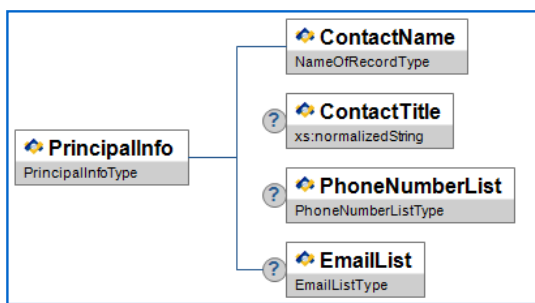 ContactName
NameOfRecordType
?
ContactTitle
xs:normalizedString
PrincipalInfo
PrincipalInfoType
?
PhoneNumberList
PhoneNumberListType
?
EmailList
EmailListType